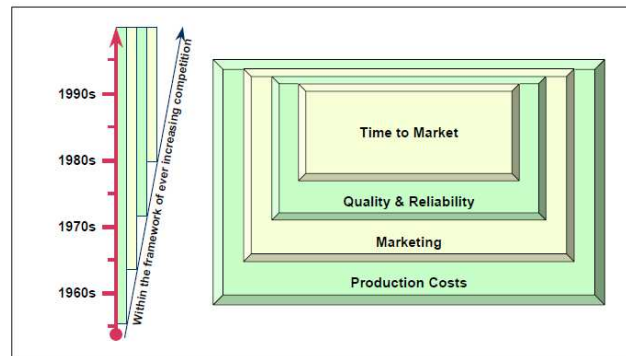 1990s
1980s
1970s
1960s
Within the framework of ever increasing competition
Time to Market
Quality & Reliability
Marketing
Production Costs